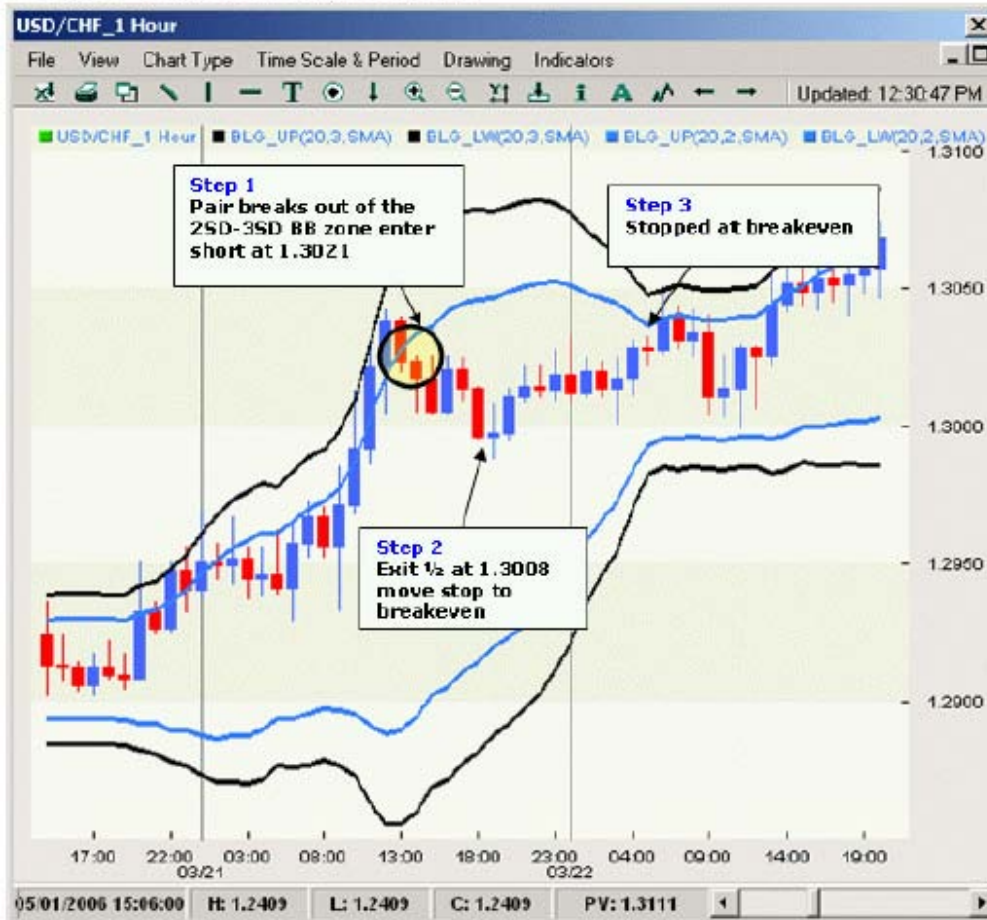 USD/CHF_1 Hour
File View Chart Type Time Scale & Period Drawing Indicators
T A Updated: 12:30:47 PM
USD/CHF_1 Hour BLG_UP(20,3,SMA) BLG_LW(20,3,SMA) BLG_UP(20,2,SMA) BLG_LW(20,2,SMA)
1.3100
Step 1
Pair breaks out of the
2SD-3SD BB zone enter
short at 1.3021
Step 3
Stopped at breakeven
1.3050
1.3000
Step 2
Exit ½ at 1.3008
move stop to
breakeven
1.2950
1.2900
17:00 22:00 03:00 08:00 13:00 18:00 23:00 04:00 09:00 14:00 19:00
03/21 03/22
05/01/2006 15:06:00 H: 1.2409 L: 1.2409 C: 1.2409 PV: 1.3111